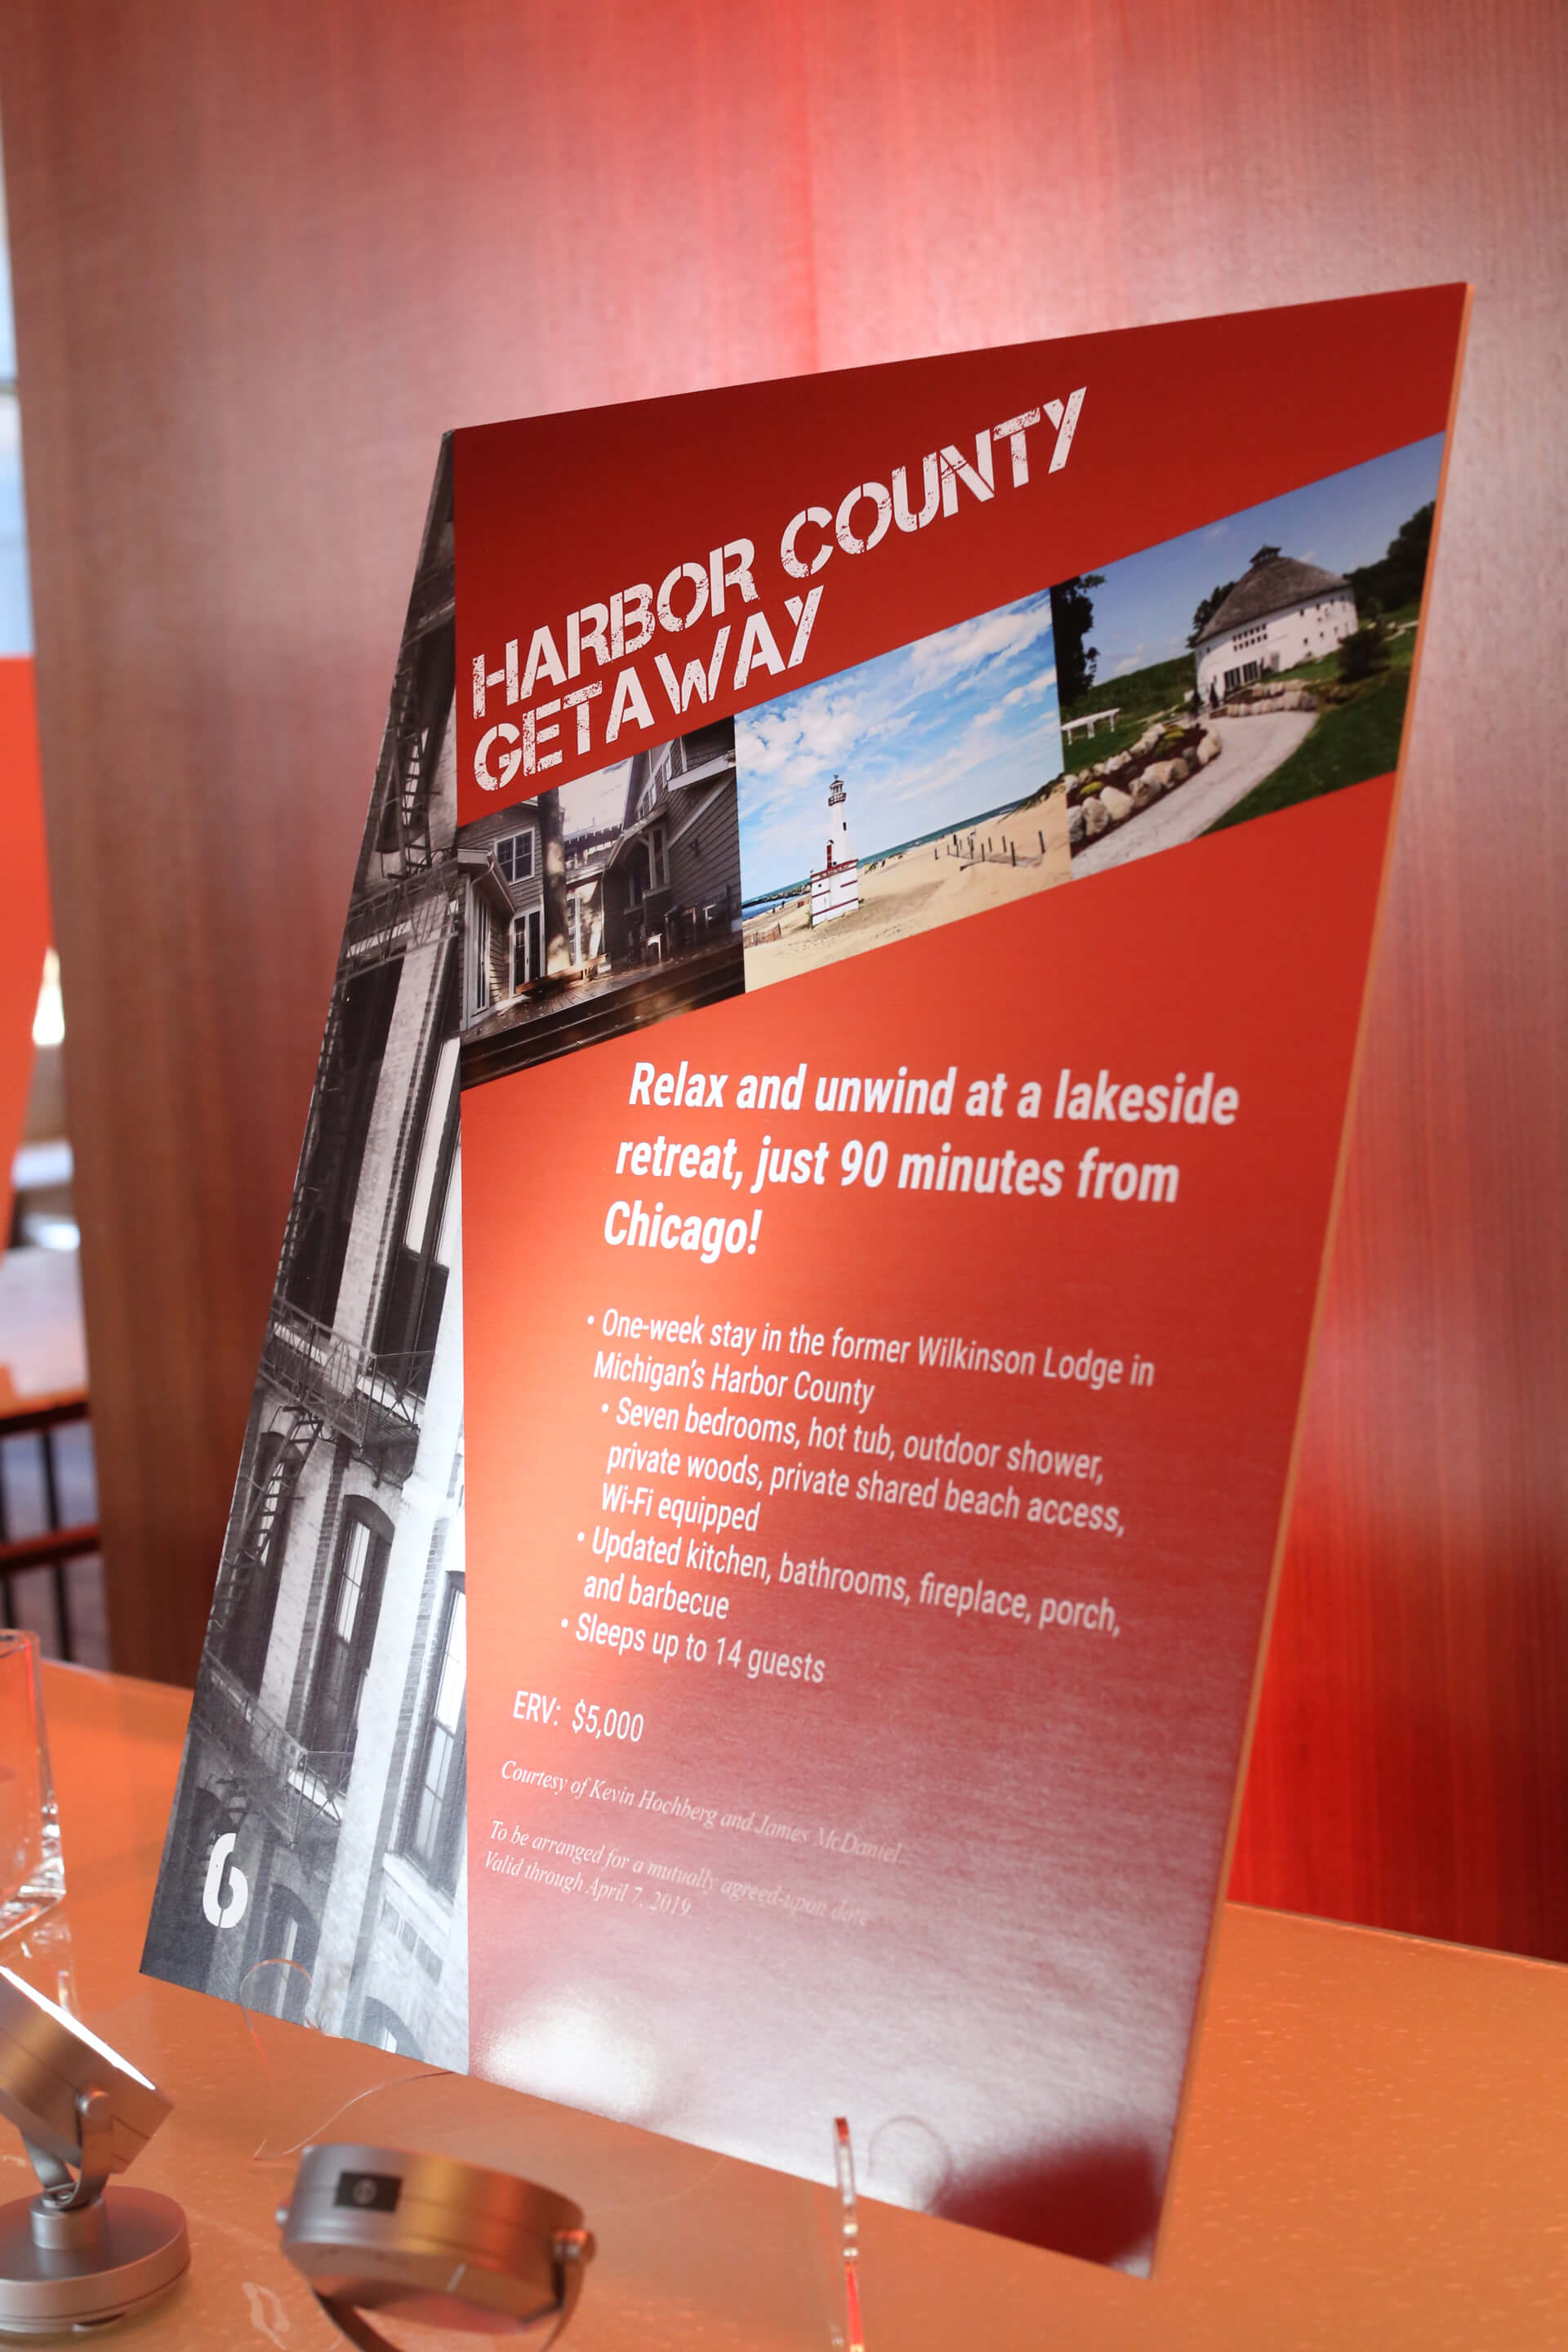 HARBOR COUNTY
GETAWAY
Relax and unwind at a lakeside
retreat, just 90 minutes from
Chicago!
• One-week stay in the former Wilkinson Lodge in
Michigan's Harbor County
• Seven bedrooms, hot tub, outdoor shower,
private woods, private shared beach access,
Wi-Fi equipped
• Updated kitchen, bathrooms, fireplace, porch,
and barbecue
• Sleeps up to 14 guests
ERV: $5,000
Courtesy of Kevin Hochberg and James McDaniel
To be arranged for a mutually agreed-upon date
Valid through April 7, 2019.
6